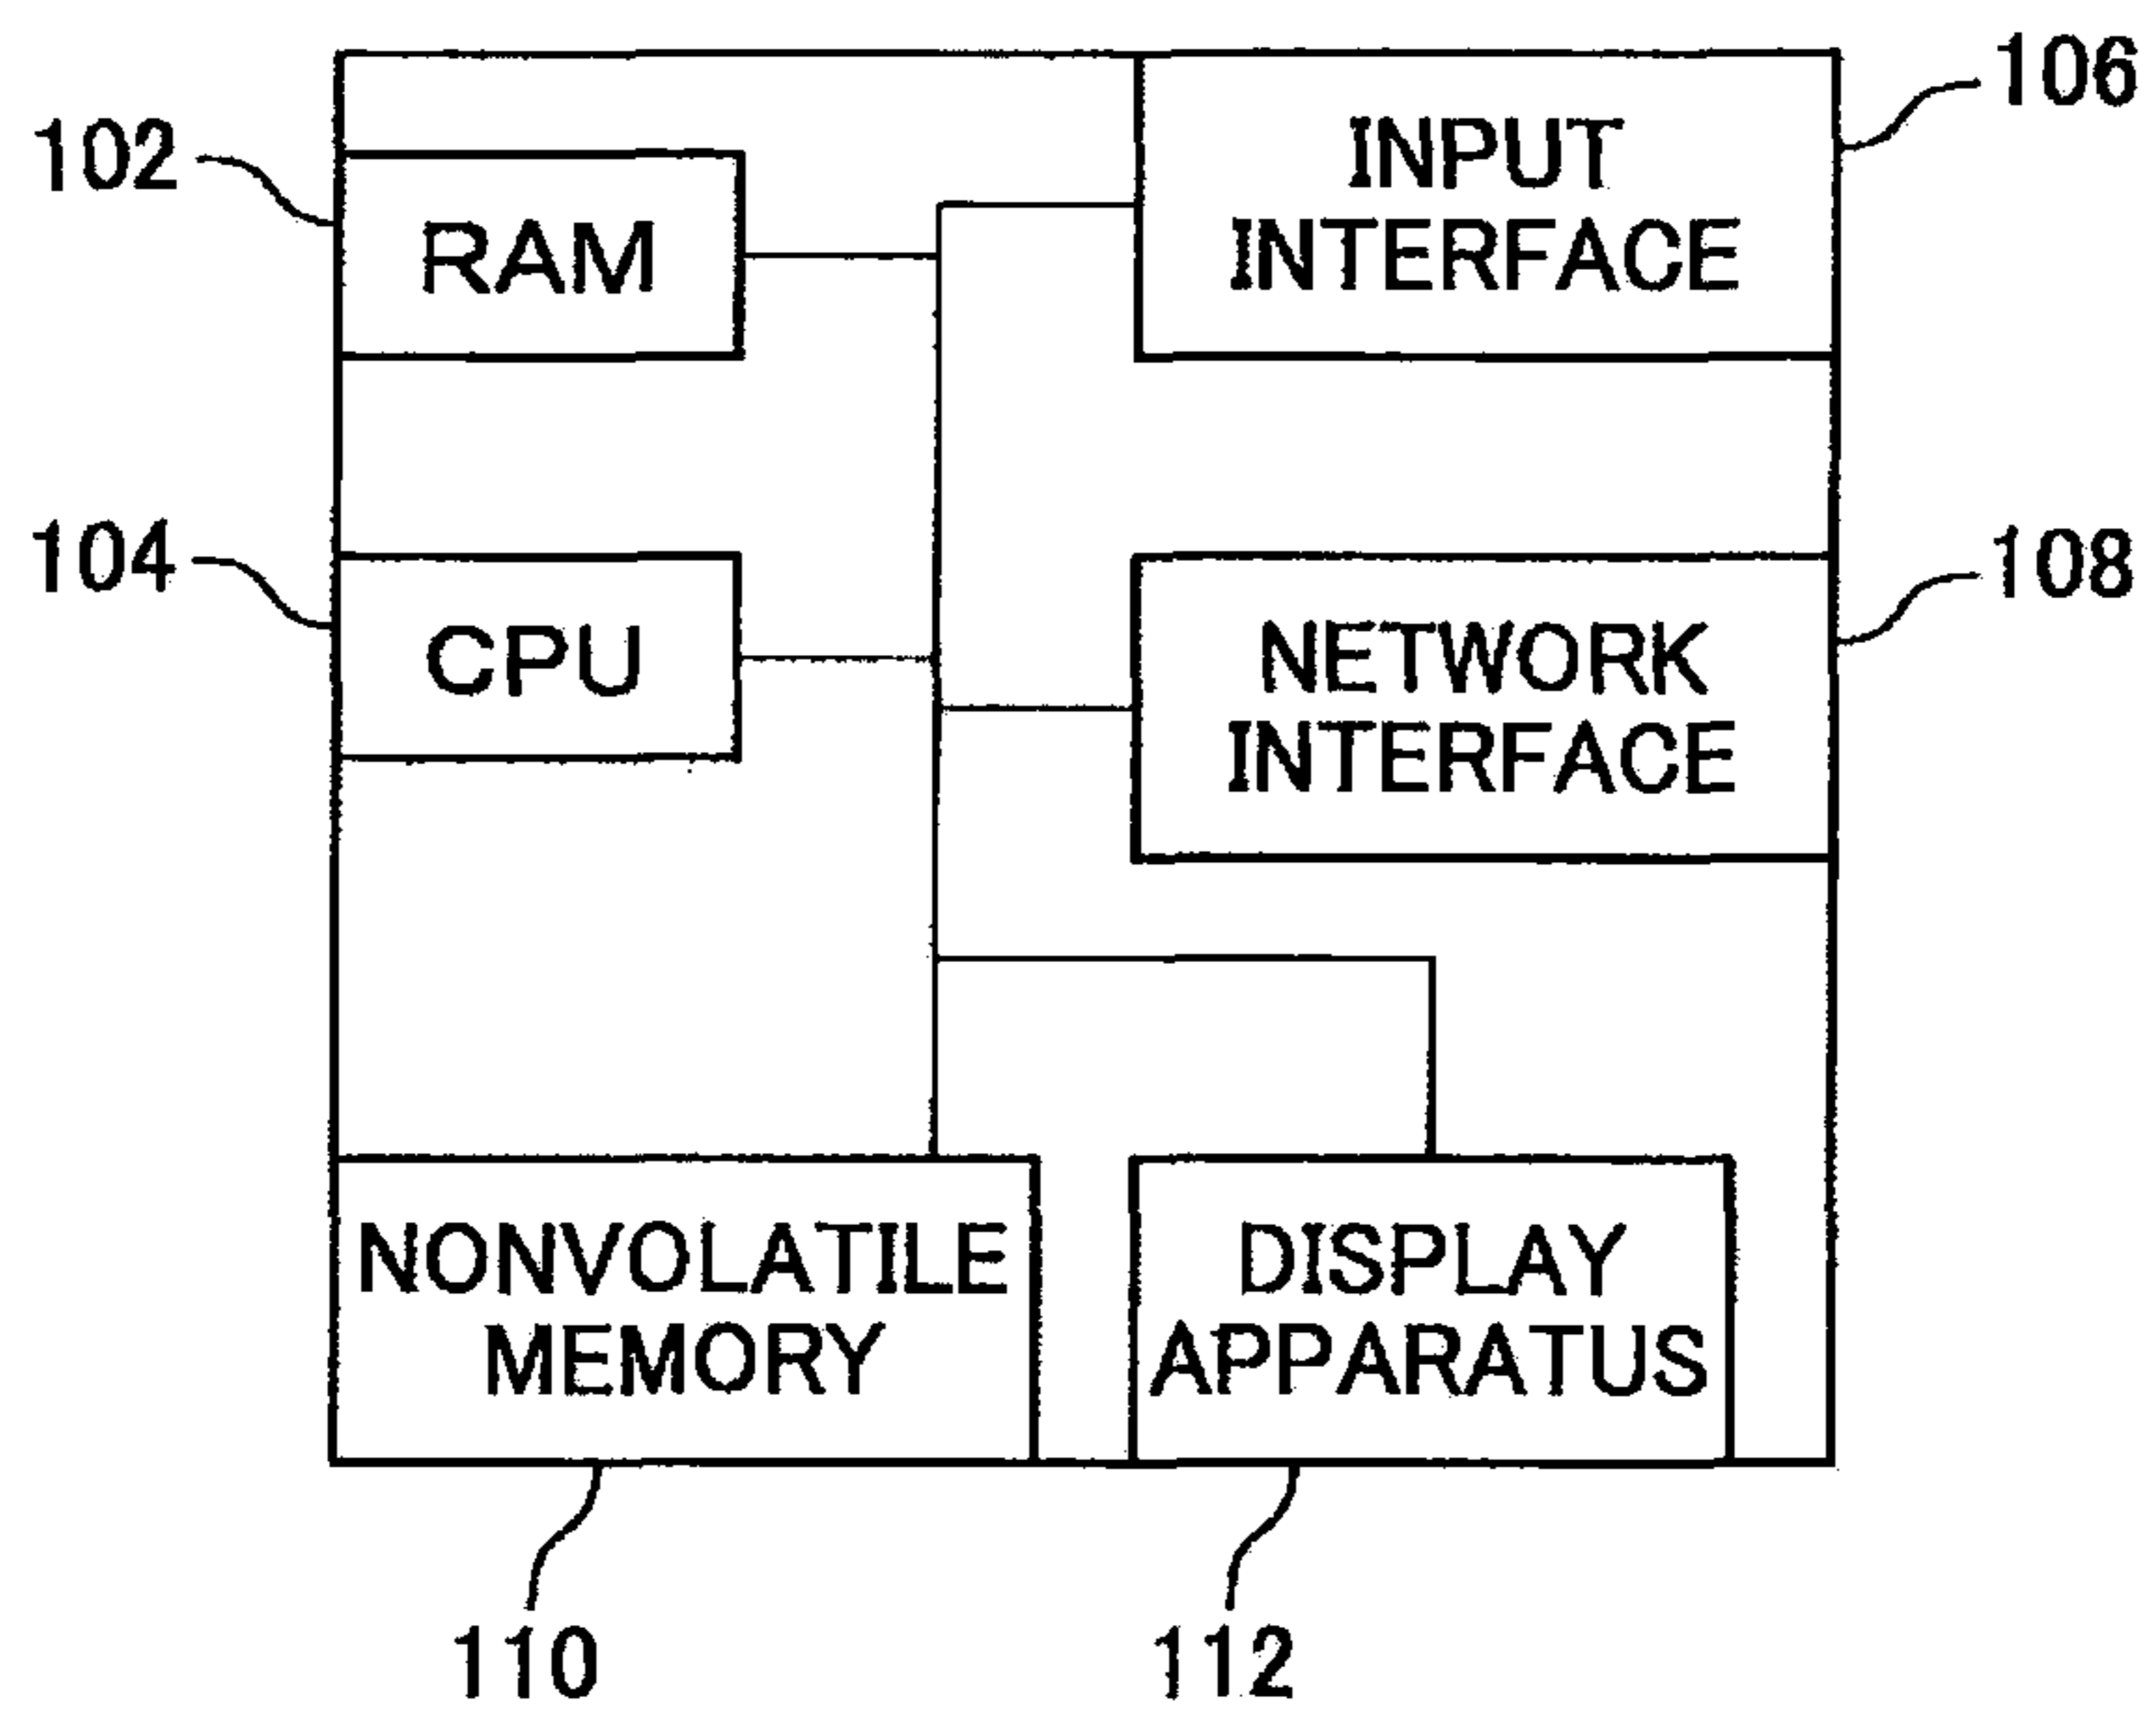 106
102
INPUT
INTERFACE
RAM
104
108
CPU
NETWORK
INTERFACE
NONVOLATILE
MEMORY
DISPLAY
APPARATUS
110
112